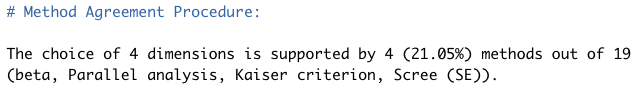 # Method Agreement Procedure:
The choice of 4 dimensions is supported by 4 (21.05%) methods out of 19
(beta, Parallel analysis, Kaiser criterion, Scree (SE)).